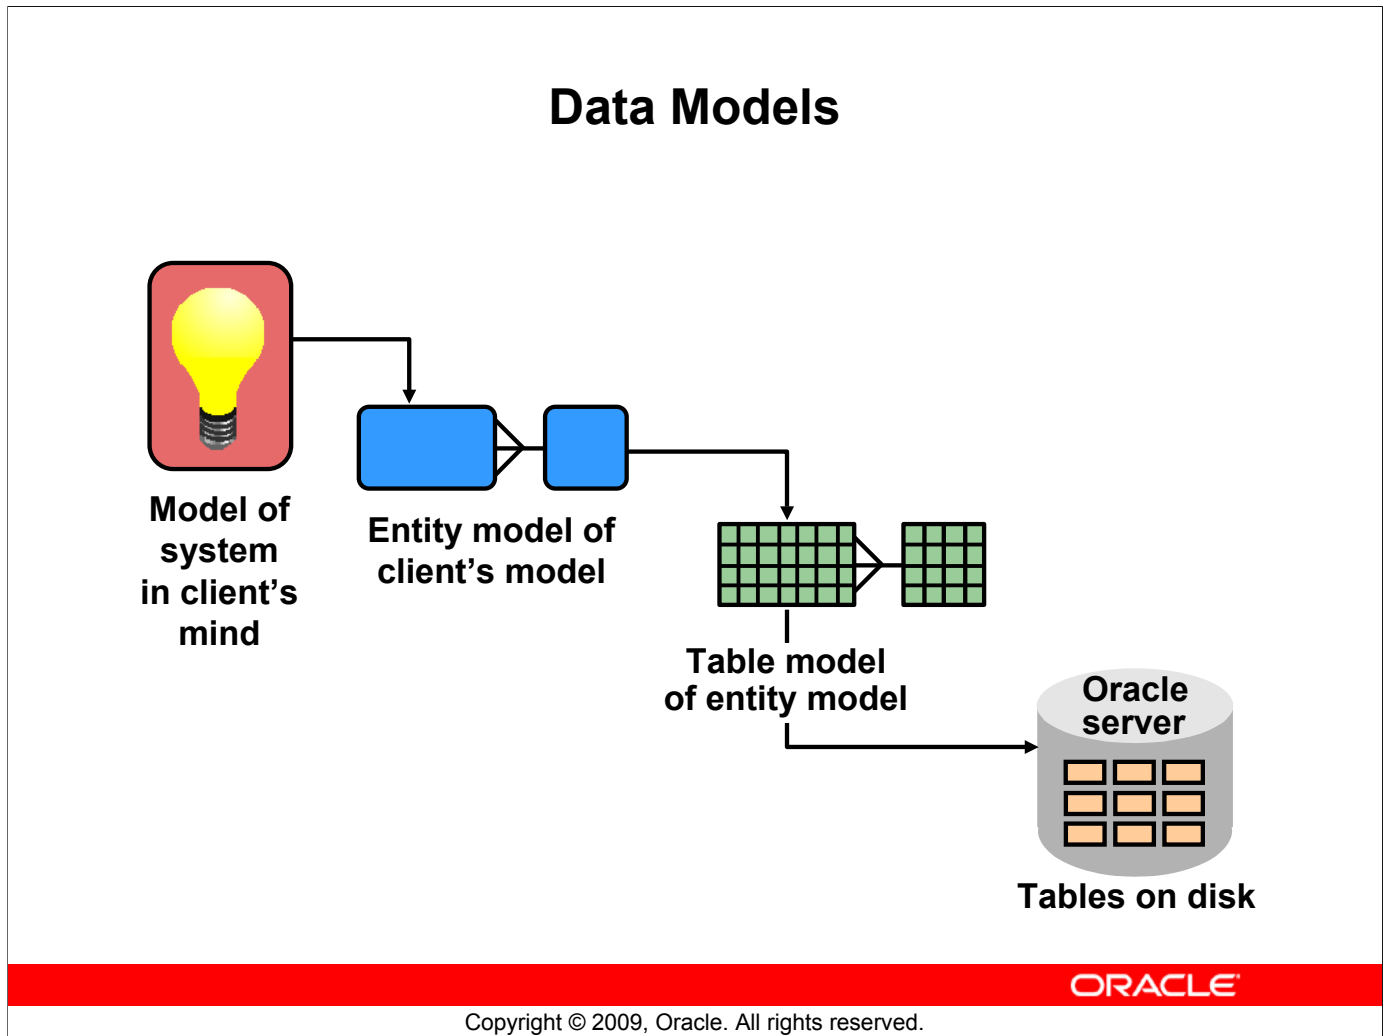 Data Models
Model of
system
in client's
mind
Entity model of
client's model
Table model
of entity model
Oracle
server
Tables on disk
ORACLE
Copyright © 2009, Oracle. All rights reserved.